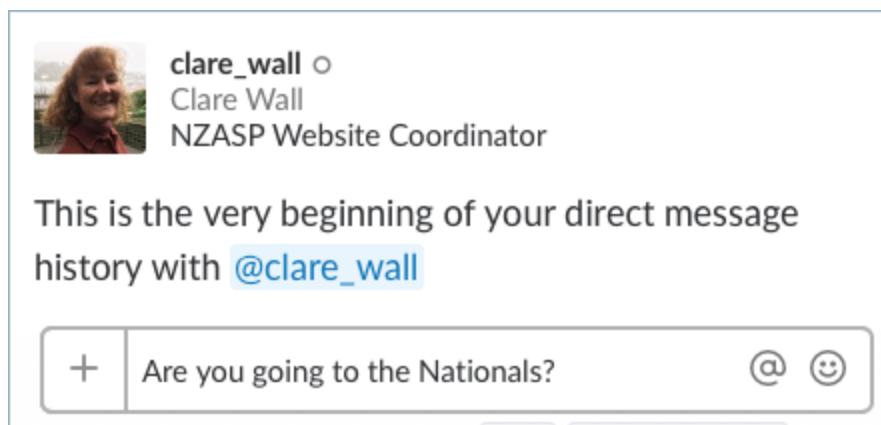 clare_wall
Clare Wall
NZASP Website Coordinator
This is the very beginning of your direct message
history with @clare_wall
Are you going to the Nationals?
@